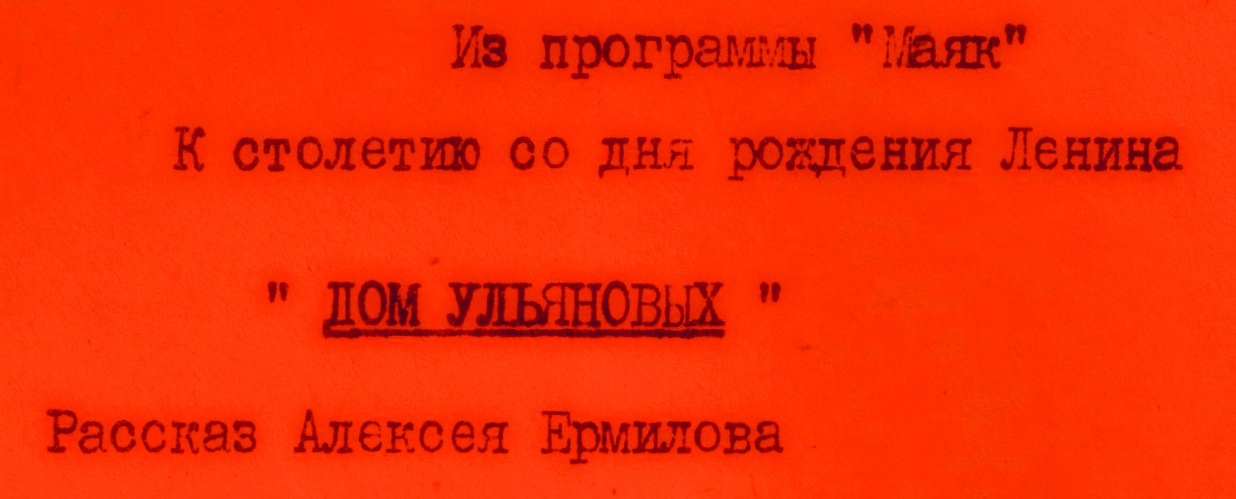 Из программы "Маяк"
К столетию со дня рождения Ленина
" ДОМ УЛЬЯНОВЫХ "
Рассказ Алексея Ермилова